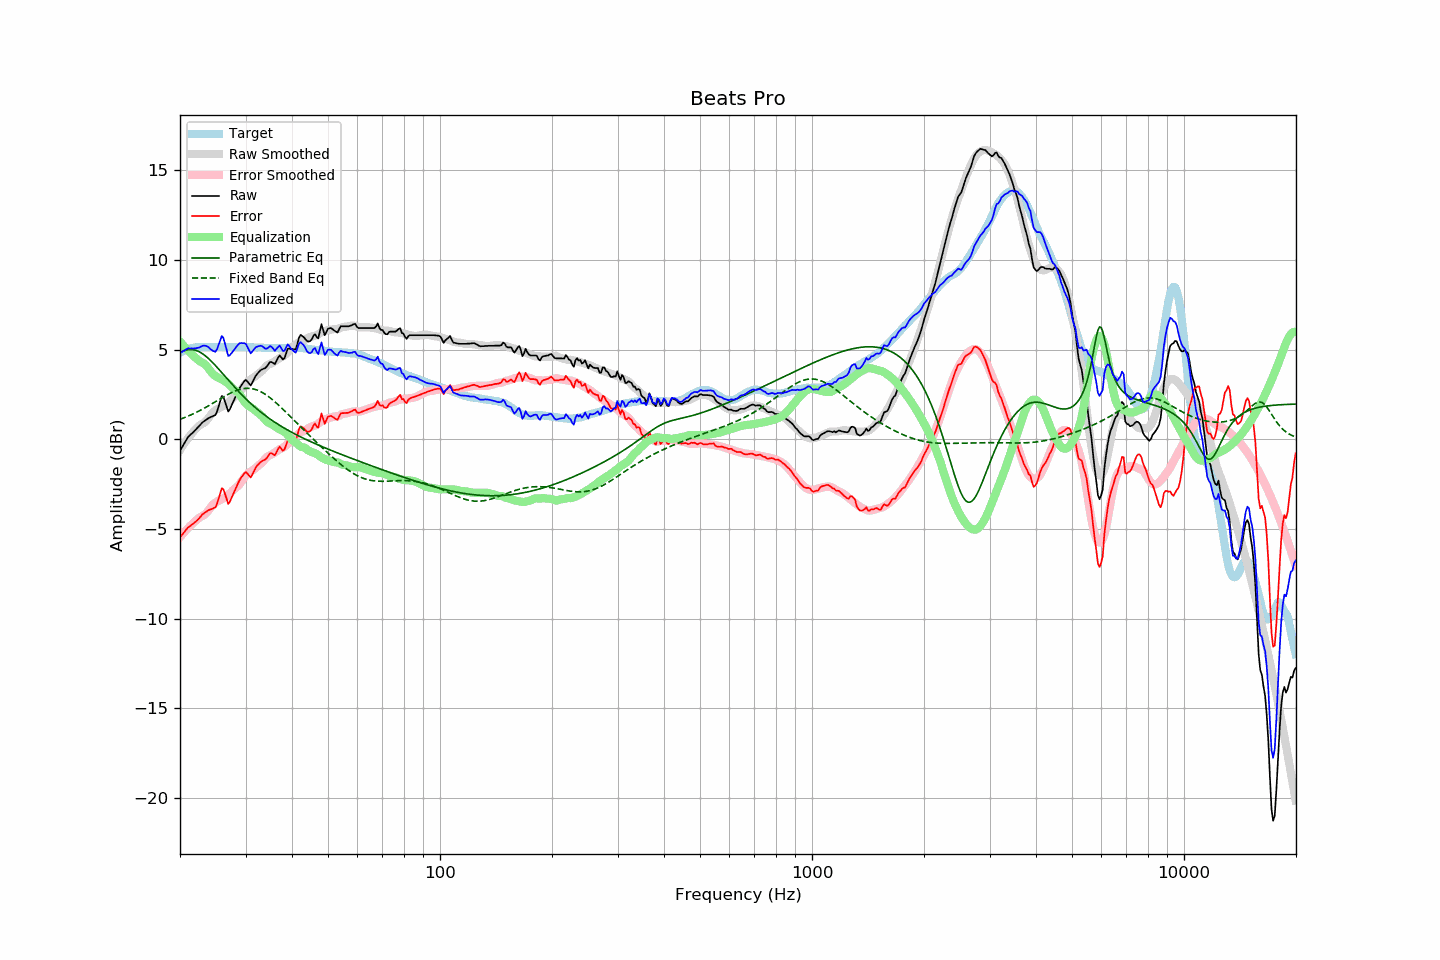 Beats Pro
Target
Raw Smoothed
Error Smoothed
Raw
Error
Equalization
Parametric Eq
Fixed Band Eq
Equalized
15
10
5
0
−5
−10
−15
−20
Amplitude (dBr)
100
1000
10000
Frequency (Hz)